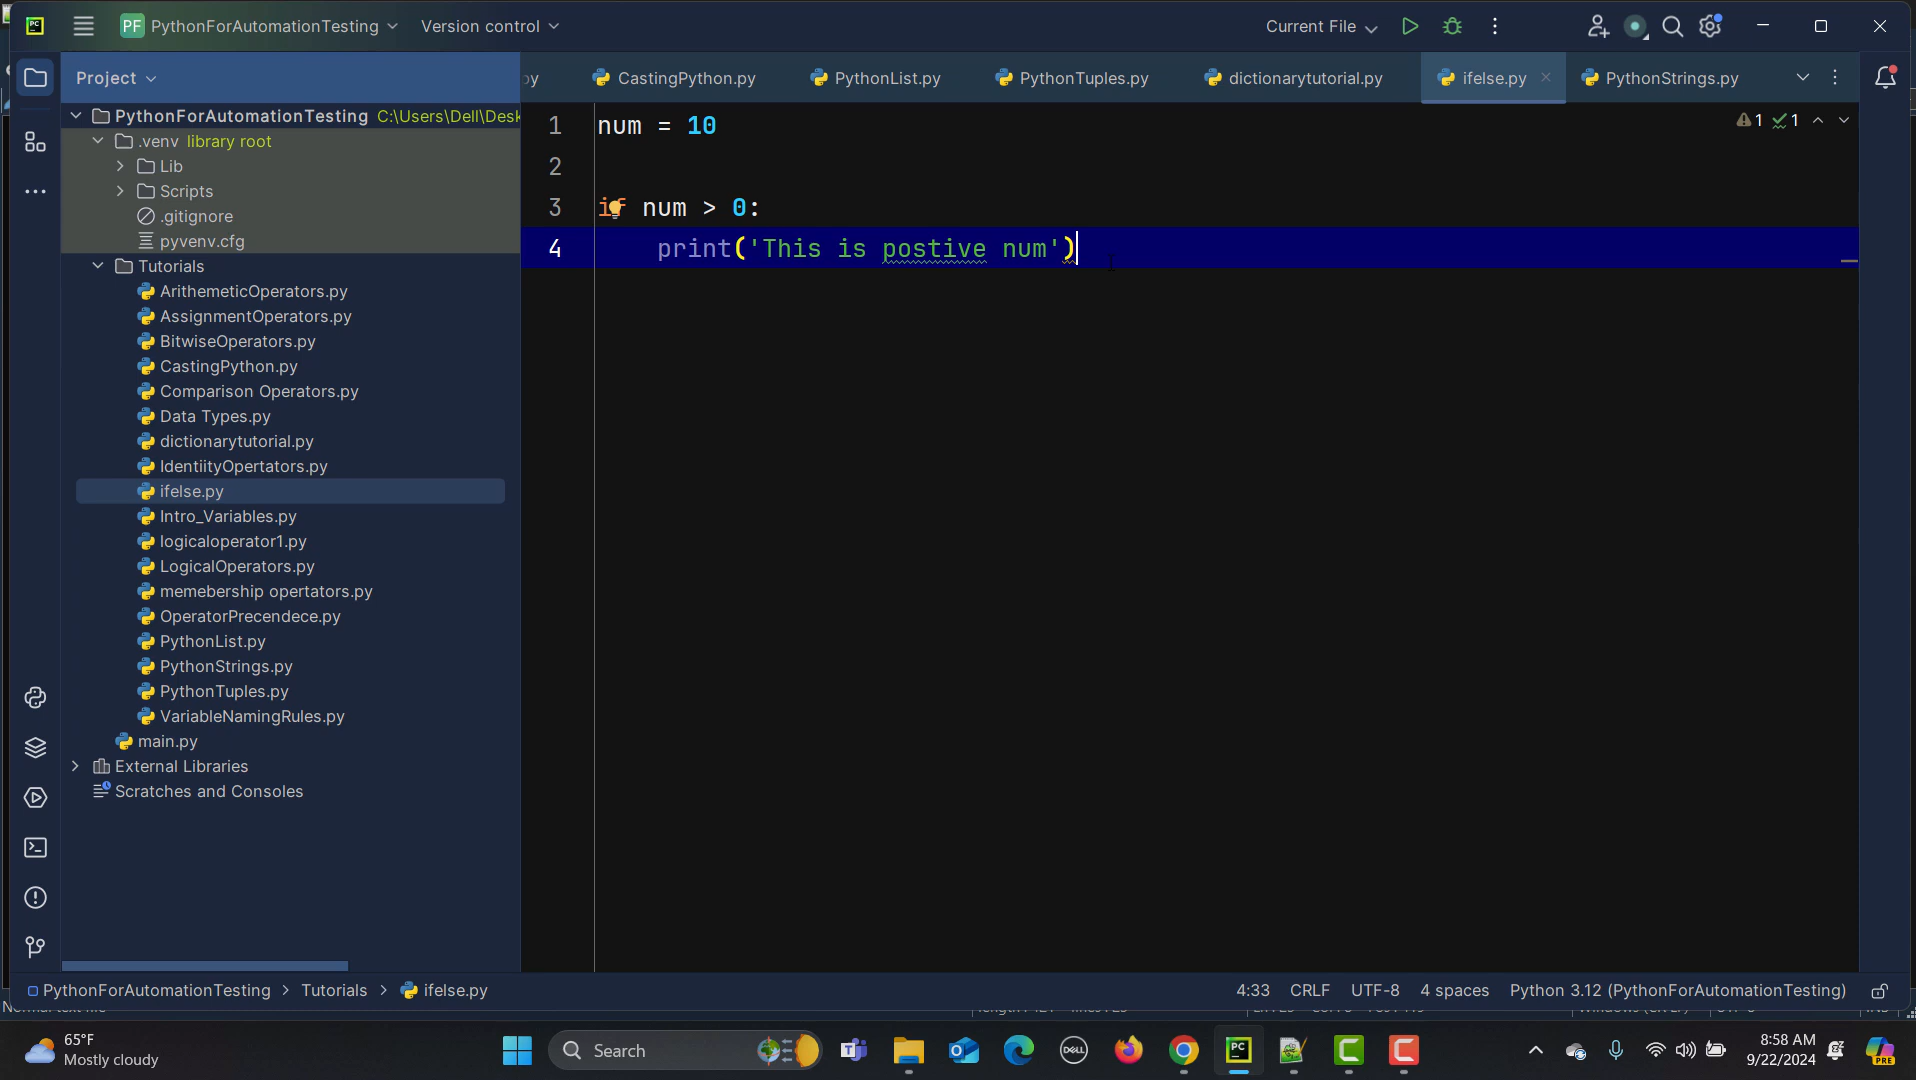 PC PF PythonForAutomationTesting Version control Current File
Project
py CastingPython.py PythonList.py PythonTuples.py dictionarytutorial.py ifelse.py PythonStrings.py
PythonForAutomationTesting C:\Users\Dell\Desk
.venv library root
Lib
Scripts
.gitignore
pyvenv.cfg
Tutorials
ArithemeticOperators.py
AssignmentOperators.py
BitwiseOperators.py
CastingPython.py
Comparison Operators.py
Data Types.py
dictionarytutorial.py
IdentiityOpertators.py
ifelse.py
Intro_Variables.py
logicaloperator1.py
LogicalOperators.py
memebership opertators.py
OperatorPrecendece.py
PythonList.py
PythonStrings.py
PythonTuples.py
VariableNamingRules.py
main.py
External Libraries
Scratches and Consoles
1 num = 10
1 1
2
3 if num > 0:
4 print('This is postive num')
PythonForAutomationTesting > Tutorials > ifelse.py
4:33 CRLF UTF-8 4 spaces Python 3.12 (PythonForAutomationTesting)
65°F
Mostly cloudy
Search
DELL
PC
PRE
8:58 AM
9/22/2024